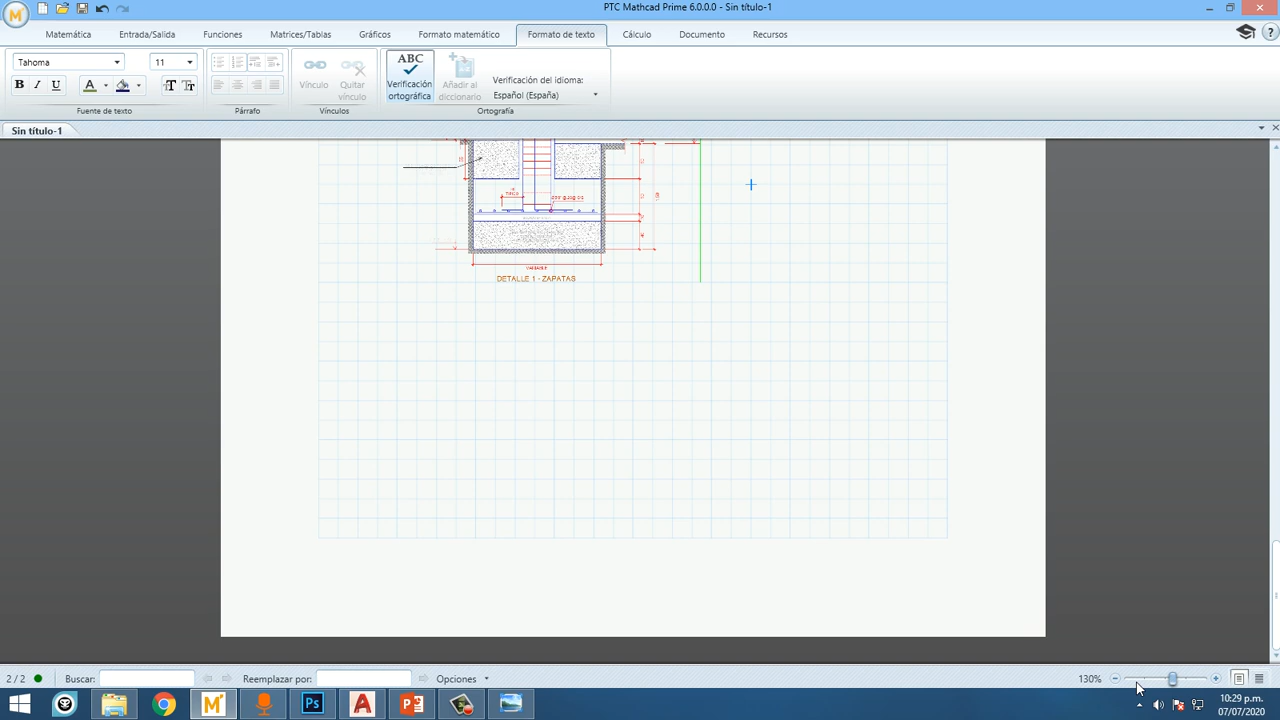 PTC Mathcad Prime 6.0.0.0 - Sin título-1
Matemática Entrada/Salida Funciones Matrices/Tablas Gráficos Formato matemático Formato de texto Cálculo Documento Recursos
Tahoma 11
B I U A
ABC
Vínculo Quitar vínculo
Verificación ortográfica
Añadir al diccionario
Verificación del idioma:
Español (España)
Fuente de texto Párrafo Vínculos Ortografía
Sin título-1
VARIABLE
DETALLE 1 - ZAPATAS
2 / 2 Buscar: Reemplazar por: Opciones 130%
10:29 p.m.
07/07/2020